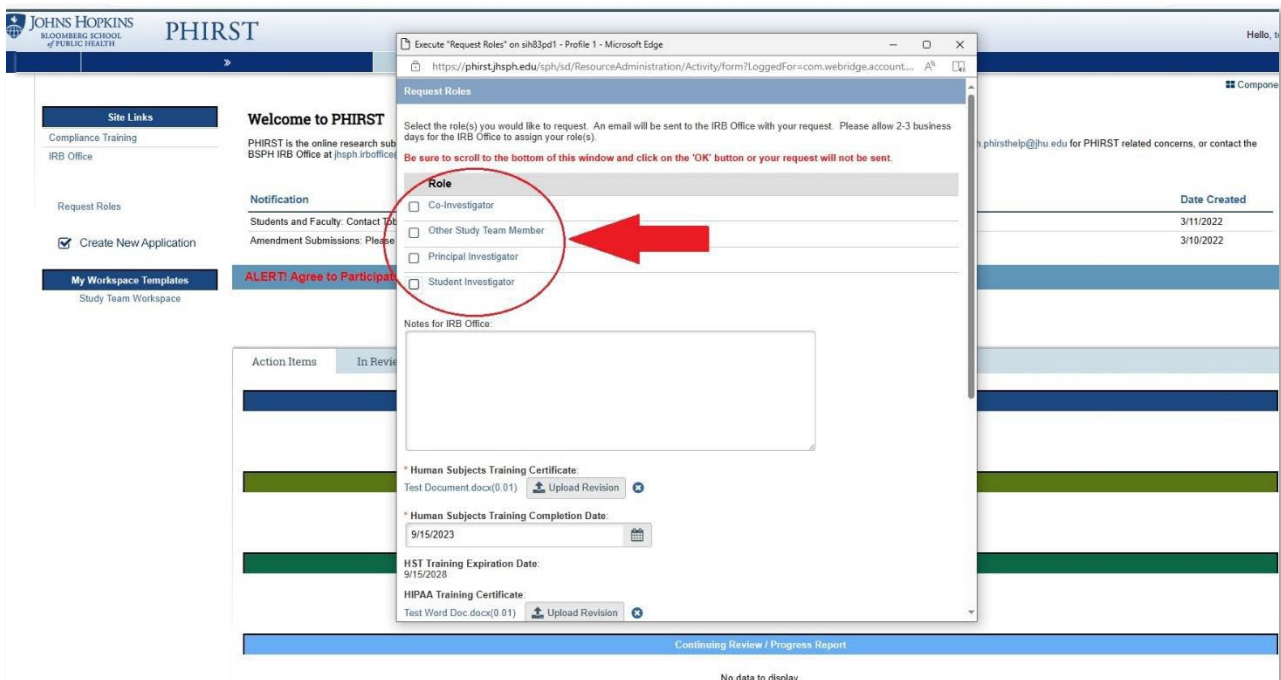 JOHNS HOPKINS
BLOOMBERG SCHOOL
of PUBLIC HEALTH
PHIRST
Hello,
»
Compone
Site Links
Compliance Training
IRB Office
Request Roles
Create New Application
My Workspace Templates
Study Team Workspace
Welcome to PHIRST
PHIRST is the online research sub
BSPH IRB Office at jhsph.irboffice(
.phirsthelp@jhu.edu for PHIRST related concerns, or contact the
Notification
Date Created
Students and Faculty: Contact Tob
3/11/2022
Amendment Submissions: Please
3/10/2022
ALERT! Agree to Participat
Action Items
In Revie
Execute "Request Roles" on sih83pd1 - Profile 1 - Microsoft Edge
https://phirst.jhsph.edu/sph/sd/ResourceAdministration/Activity/form?LoggedFor=com.webridge.account....
Request Roles
Select the role(s) you would like to request. An email will be sent to the IRB Office with your request. Please allow 2-3 business
days for the IRB Office to assign your role(s).
Be sure to scroll to the bottom of this window and click on the 'OK' button or your request will not be sent.
Role
Co-Investigator
Other Study Team Member
Principal Investigator
Student Investigator
Notes for IRB Office:
* Human Subjects Training Certificate:
Test Document.docx(0.01) Upload Revision
* Human Subjects Training Completion Date:
9/15/2023
HST Training Expiration Date:
9/15/2028
HIPAA Training Certificate:
Test Word Doc.docx(0.01) Upload Revision
Continuing Review / Progress Report
No data to display